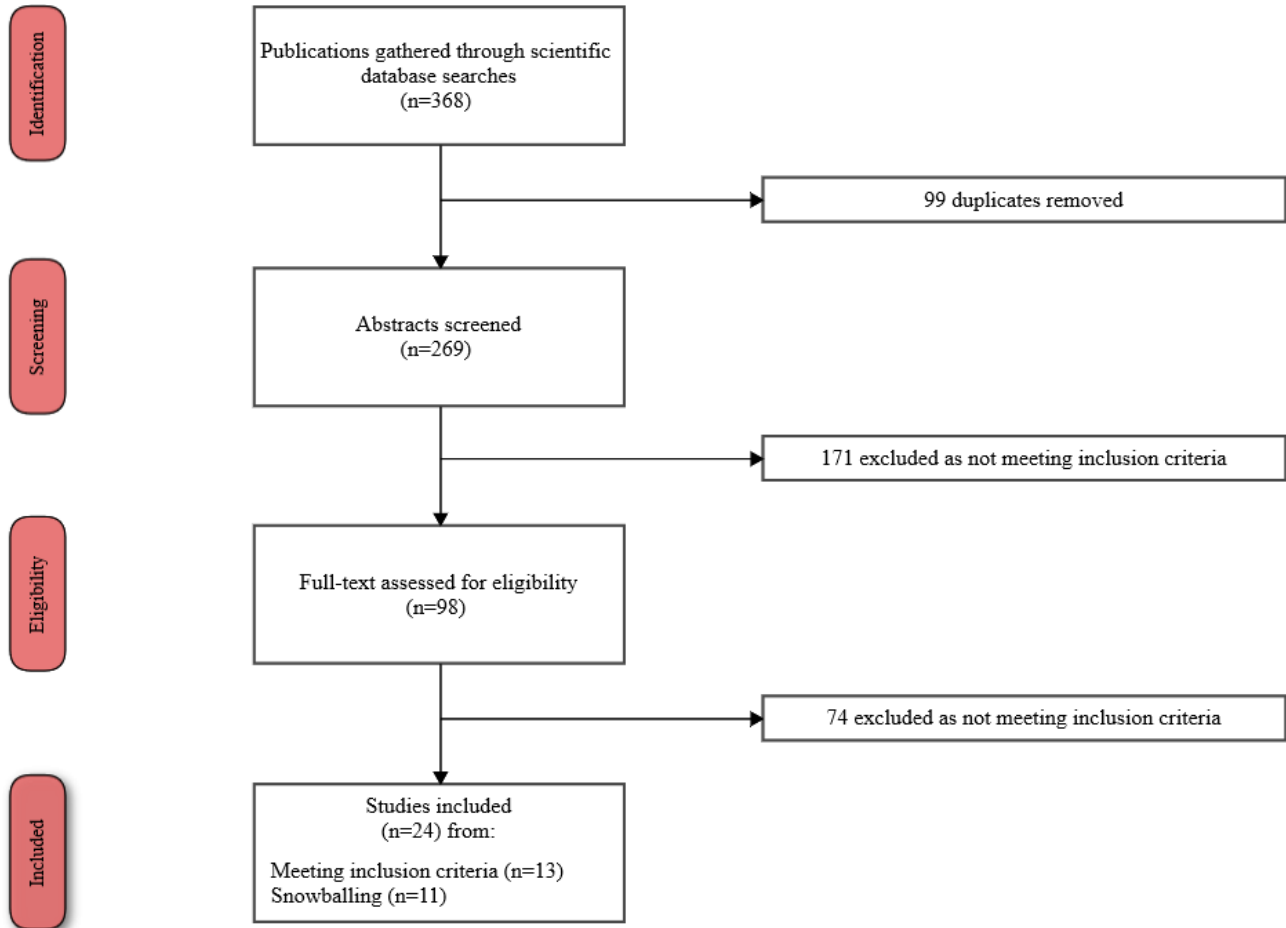 Identification
Publications gathered through scientific
database searches
(n=368)
99 duplicates removed
Screening
Abstracts screened
(n=269)
171 excluded as not meeting inclusion criteria
Eligibility
Full-text assessed for eligibility
(n=98)
74 excluded as not meeting inclusion criteria
Included
Studies included
(n=24) from:
Meeting inclusion criteria (n=13)
Snowballing (n=11)